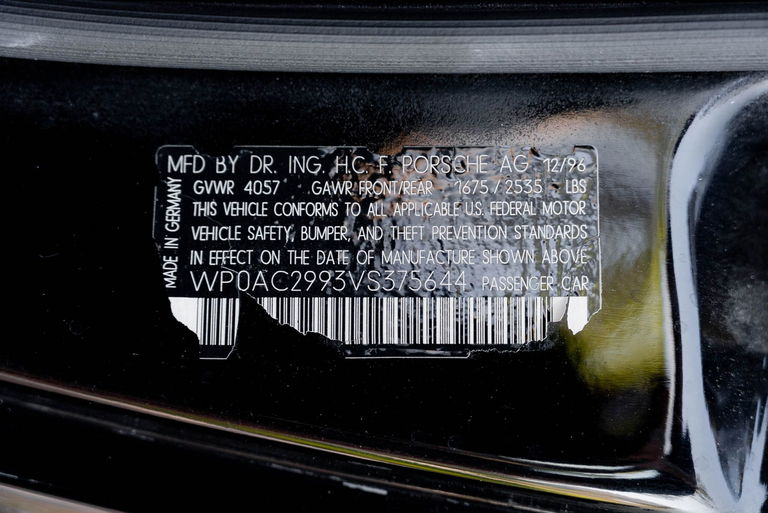 MFD BY DR. ING. H.C. F. PORSCHE AG 12/96
GVWR 4057 GAWR FRONT/REAR 1675 / 2535 LBS
THIS VEHICLE CONFORMS TO ALL APPLICABLE U.S. FEDERAL MOTOR
VEHICLE SAFETY, BUMPER, AND THEFT PREVENTION STANDARDS
IN EFFECT ON THE DATE OF MANUFACTURE SHOWN ABOVE
WP0AC2993VS375644 PASSENGER CAR
MADE IN GERMANY